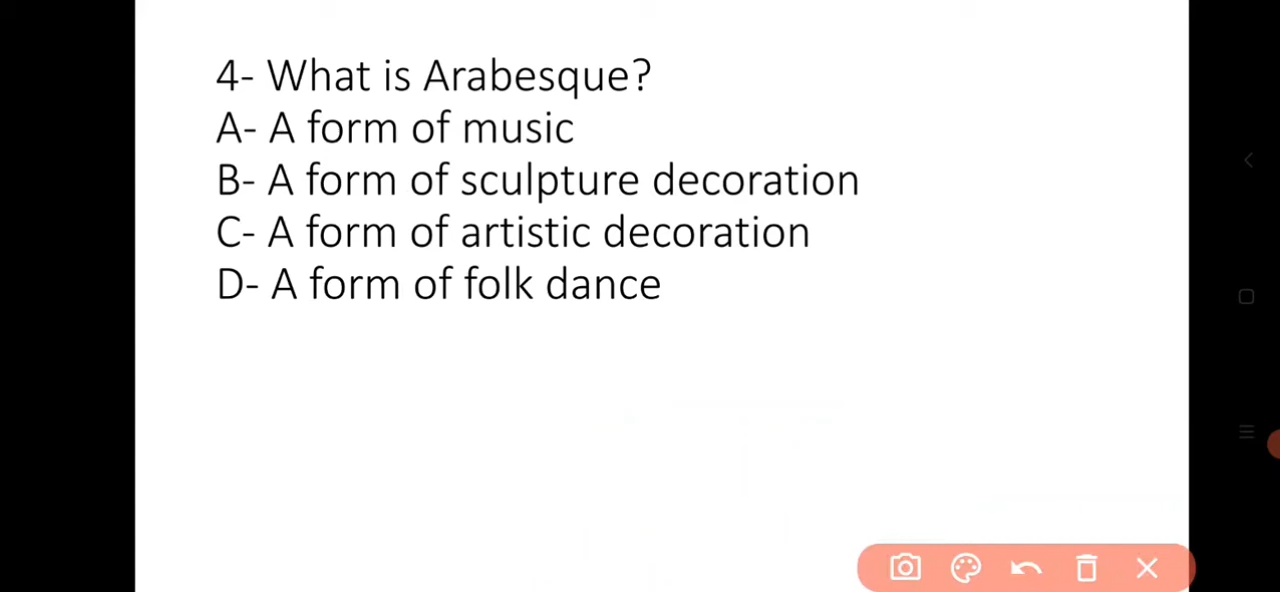 4- What is Arabesque?
A- A form of music
B- A form of sculpture decoration
C- A form of artistic decoration
D- A form of folk dance